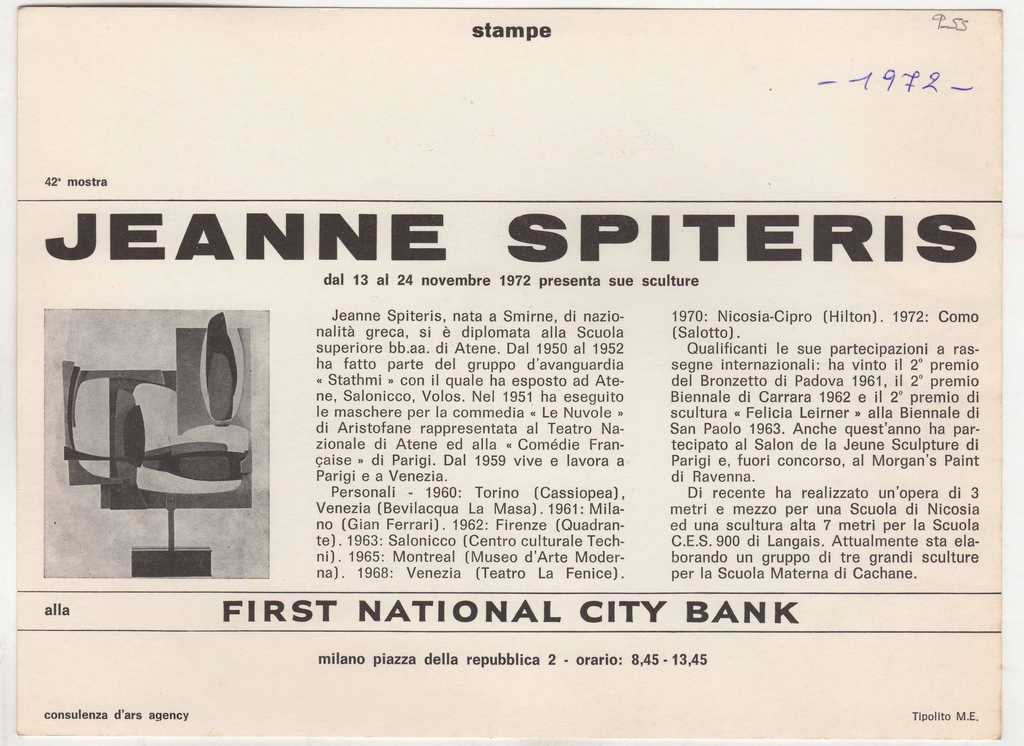 stampe
- 1972 -
42ª mostra
JEANNE SPITERIS
dal 13 al 24 novembre 1972 presenta sue sculture
Jeanne Spiteris, nata a Smirne, di nazio-
nalità greca, si è diplomata alla Scuola
superiore bb.aa. di Atene. Dal 1950 al 1952
ha fatto parte del gruppo d'avanguardia
« Stathmi » con il quale ha esposto ad Ate-
ne, Salonicco, Volos. Nel 1951 ha eseguito
le maschere per la commedia « Le Nuvole »
di Aristofane rappresentata al Teatro Na-
zionale di Atene ed alla « Comédie Fran-
çaise » di Parigi. Dal 1959 vive e lavora a
Parigi e a Venezia.
Personali - 1960: Torino (Cassiopea),
Venezia (Bevilacqua La Masa). 1961: Mila-
no (Gian Ferrari). 1962: Firenze (Quadran-
te). 1963: Salonicco (Centro culturale Tech-
ni). 1965: Montreal (Museo d'Arte Moder-
na). 1968: Venezia (Teatro La Fenice).
1970: Nicosia-Cipro (Hilton). 1972: Como
(Salotto).
Qualificanti le sue partecipazioni a ras-
segne internazionali: ha vinto il 2° premio
del Bronzetto di Padova 1961, il 2° premio
Biennale di Carrara 1962 e il 2° premio di
scultura « Felicia Leirner » alla Biennale di
San Paolo 1963. Anche quest'anno ha par-
tecipato al Salon de la Jeune Sculpture di
Parigi e, fuori concorso, al Morgan's Paint
di Ravenna.
Di recente ha realizzato un'opera di 3
metri e mezzo per una Scuola di Nicosia
ed una scultura alta 7 metri per la Scuola
C.E.S. 900 di Langais. Attualmente sta ela-
borando un gruppo di tre grandi sculture
per la Scuola Materna di Cachane.
alla FIRST NATIONAL CITY BANK
milano piazza della repubblica 2 - orario: 8,45 - 13,45
consulenza d'ars agency
Tipolito M.E.